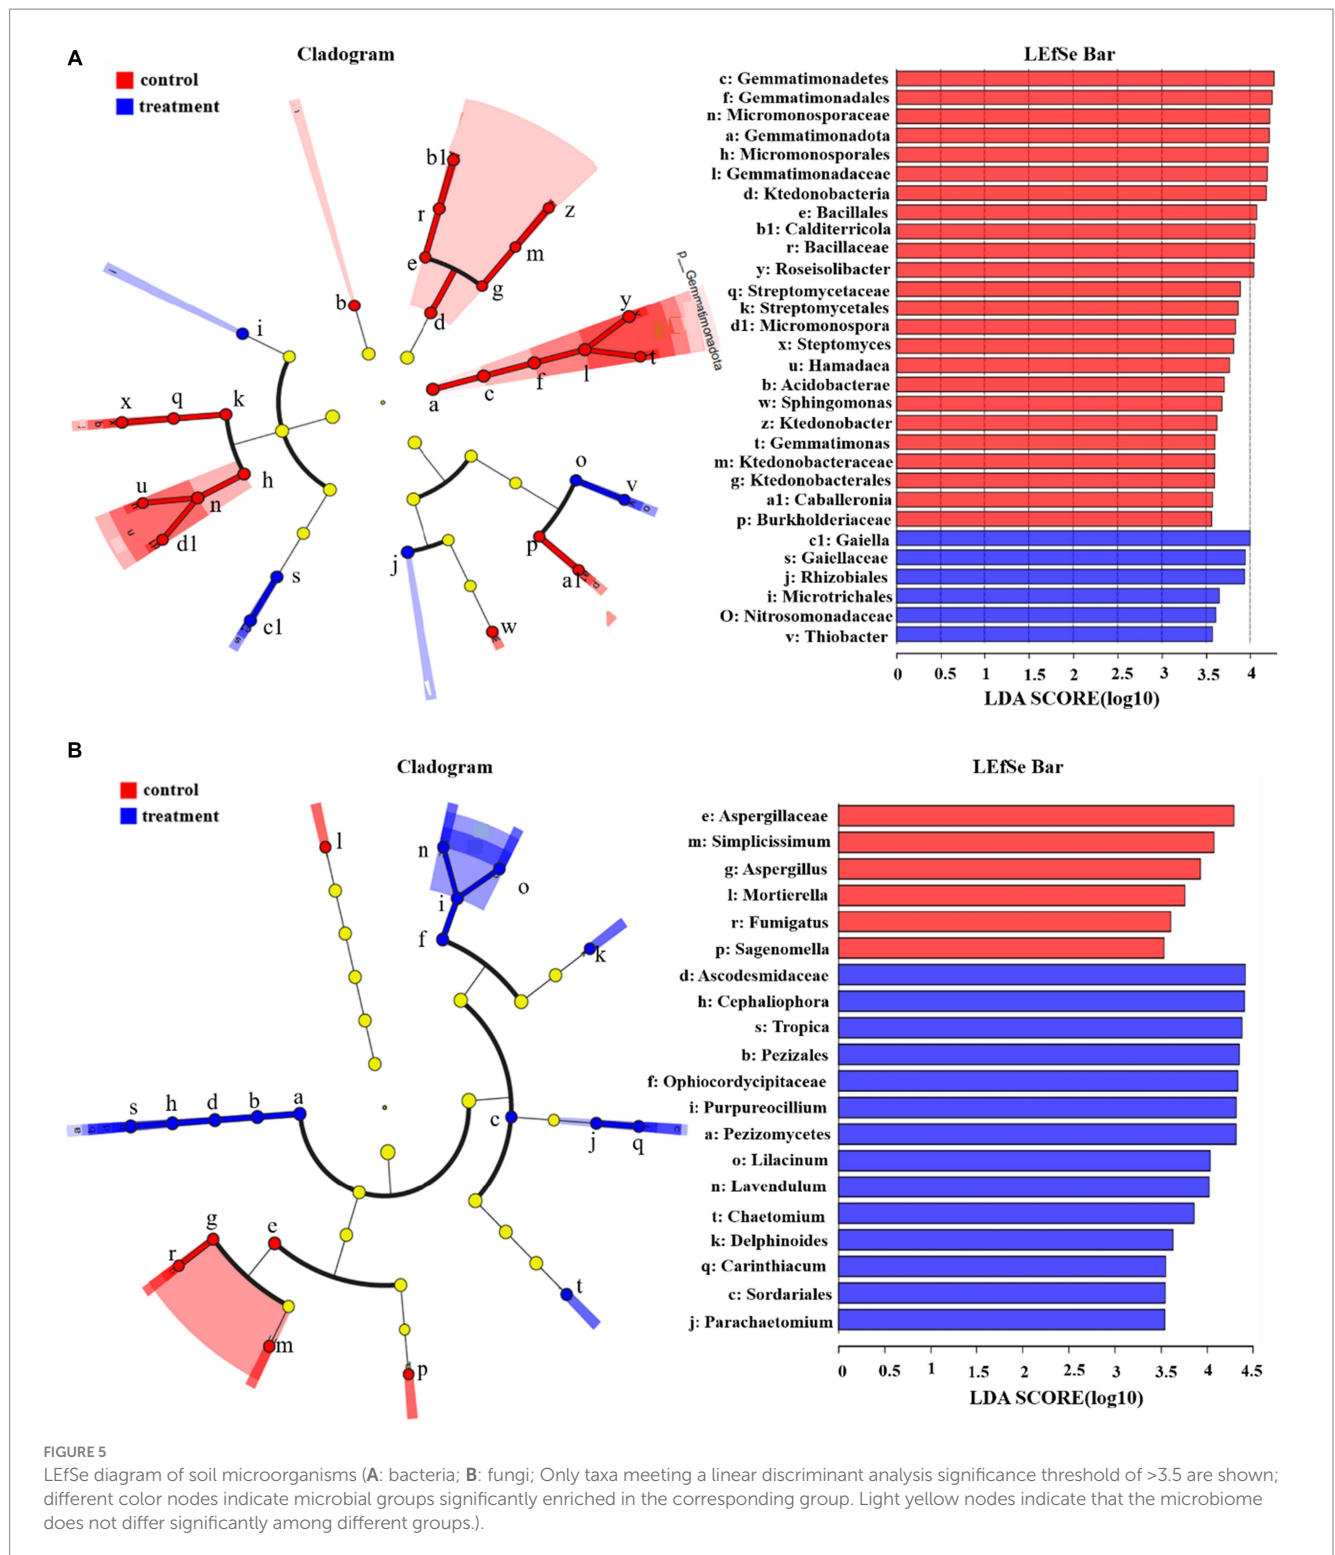 A
Cladogram
control
treatment
b1
r
z
m
e
g
d
b
i
y
t
a
c
f
l
p__Gemmatimonadota
x
q
k
h
u
n
d1
s
c1
o
v
p
a1
j
w
LEfSe Bar
c: Gemmatimonadetes
f: Gemmatimonadales
n: Micromonosporaceae
a: Gemmatimonadota
h: Micromonosporales
l: Gemmatimonadaceae
d: Ktedonobacteria
e: Bacillales
b1: Calditerricola
r: Bacillaceae
y: Roseisolibacter
q: Streptomycetaceae
k: Streptomycetales
d1: Micromonospora
x: Steptomyces
u: Hamadaea
b: Acidobacterae
w: Sphingomonas
z: Ktedonobacter
t: Gemmatimonas
m: Ktedonobacteraceae
g: Ktedonobacterales
a1: Caballeronia
p: Burkholderiaceae
c1: Gaiella
s: Gaiellaceae
j: Rhizobiales
i: Microtrichales
O: Nitrosomonadaceae
v: Thiobacter
0 0.5 1 1.5 2 2.5 3 3.5 4
LDA SCORE(log10)
B
Cladogram
control
treatment
l
n
o
i
f
k
s h d b a
c
j
q
g
e
r
m
p
t
LEfSe Bar
e: Aspergillaceae
m: Simplicissimum
g: Aspergillus
l: Mortierella
r: Fumigatus
p: Sagenomella
d: Ascodesmidaceae
h: Cephaliophora
s: Tropica
b: Pezizales
f: Ophiocordycipitaceae
i: Purpureocillium
a: Pezizomycetes
o: Lilacinum
n: Lavendulum
t: Chaetomium
k: Delphinoides
q: Carinthiacum
c: Sordariales
j: Parachaetomium
0 0.5 1 1.5 2 2.5 3 3.5 4 4.5
LDA SCORE(log10)
FIGURE 5
LEfSe diagram of soil microorganisms (A: bacteria; B: fungi; Only taxa meeting a linear discriminant analysis significance threshold of >3.5 are shown;
different color nodes indicate microbial groups significantly enriched in the corresponding group. Light yellow nodes indicate that the microbiome
does not differ significantly among different groups.).